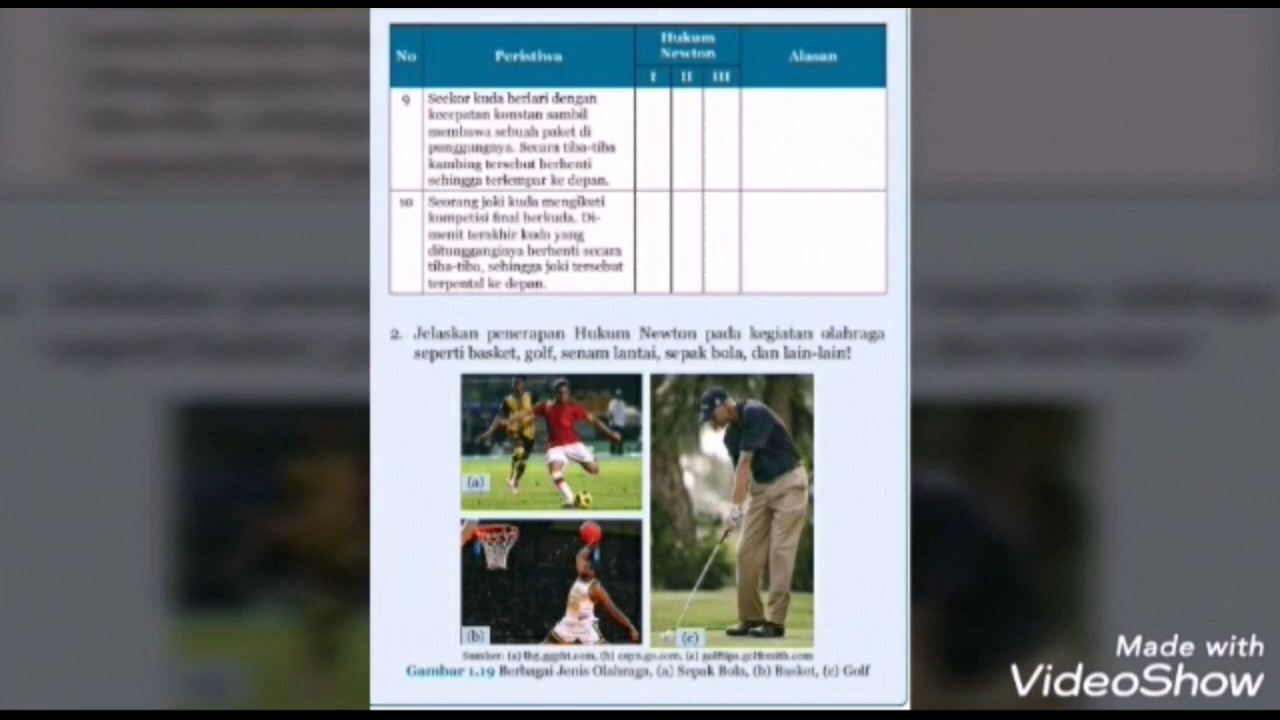 No Peristiwa Hukum Newton Alasan
I II III
9 Seekor kuda berlari dengan
kecepatan konstan sambil
membawa sebuah paket di
punggungnya. Secara tiba-tiba
kambing tersebut berhenti
sehingga terlempar ke depan.
10 Seorang joki kuda mengikuti
kompetisi final berkuda. Di-
menit terakhir kuda yang
ditungganginya berhenti secara
tiba-tiba, sehingga joki tersebut
terpental ke depan.
2. Jelaskan penerapan Hukum Newton pada kegiatan olahraga
seperti basket, golf, senam lantai, sepak bola, dan lain-lain!
(a)
(b)
(c)
Sumber: (a) (b) (c)
Gambar 1.19 Berbagai Jenis Olahraga, (a) Sepak Bola, (b) Basket, (c) Golf
Made with
VideoShow